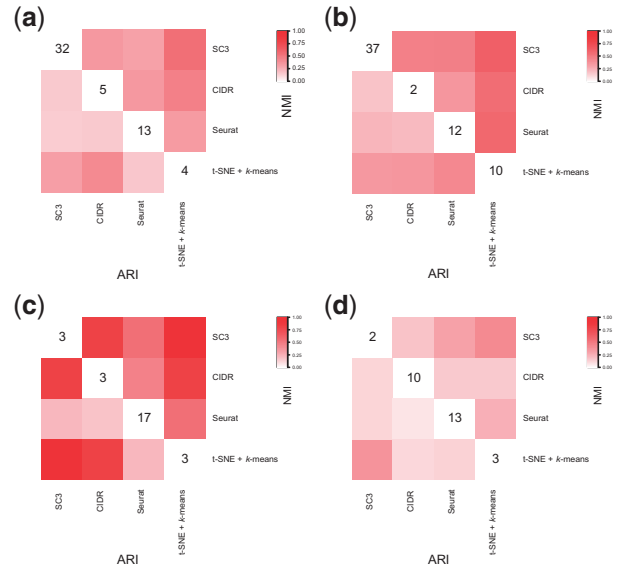 (a)
32
5
13
4
SC3
CIDR
Seurat
t-SNE + k-means
SC3
CIDR
Seurat
t-SNE + k-means
ARI
1.00
0.75
0.50
0.25
0.00
NMI
(b)
37
2
12
10
SC3
CIDR
Seurat
t-SNE + k-means
SC3
CIDR
Seurat
t-SNE + k-means
ARI
1.00
0.75
0.50
0.25
0.00
NMI
(c)
3
3
17
3
SC3
CIDR
Seurat
t-SNE + k-means
SC3
CIDR
Seurat
t-SNE + k-means
ARI
1.00
0.75
0.50
0.25
0.00
NMI
(d)
2
10
13
3
SC3
CIDR
Seurat
t-SNE + k-means
SC3
CIDR
Seurat
t-SNE + k-means
ARI
1.00
0.75
0.50
0.25
0.00
NMI